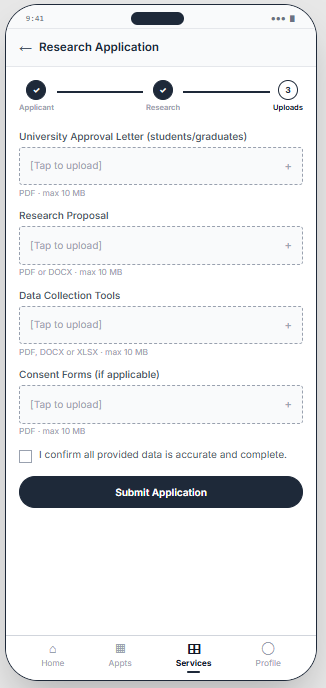 9:41
← Research Application
3
Applicant Research Uploads
University Approval Letter (students/graduates)
[Tap to upload] +
PDF · max 10 MB
Research Proposal
[Tap to upload] +
PDF or DOCX · max 10 MB
Data Collection Tools
[Tap to upload] +
PDF, DOCX or XLSX · max 10 MB
Consent Forms (if applicable)
[Tap to upload] +
PDF · max 10 MB
I confirm all provided data is accurate and complete.
Submit Application
Home Appts Services Profile